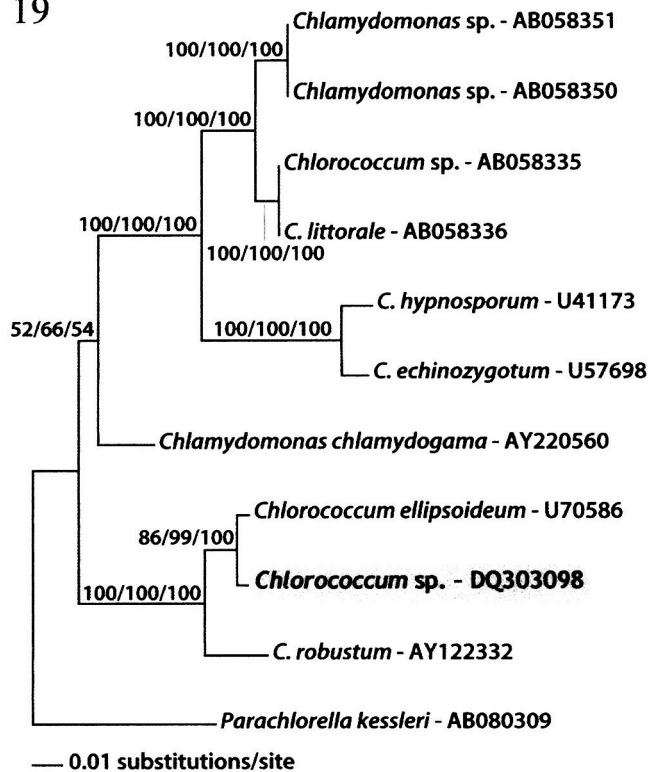 19
Chlamydomonas sp. - AB058351
100/100/100
Chlamydomonas sp. - AB058350
100/100/100
Chlorococcum sp. - AB058335
100/100/100
C. littorale - AB058336
100/100/100
C. hypnosporum - U41173
52/66/54
100/100/100
C. echinozygotum - U57698
Chlamydomonas chlamydogama - AY220560
Chlorococcum ellipsoideum - U70586
86/99/100
Chlorococcum sp. - DQ303098
100/100/100
C. robustum - AY122332
Parachlorella kessleri - AB080309
0.01 substitutions/site